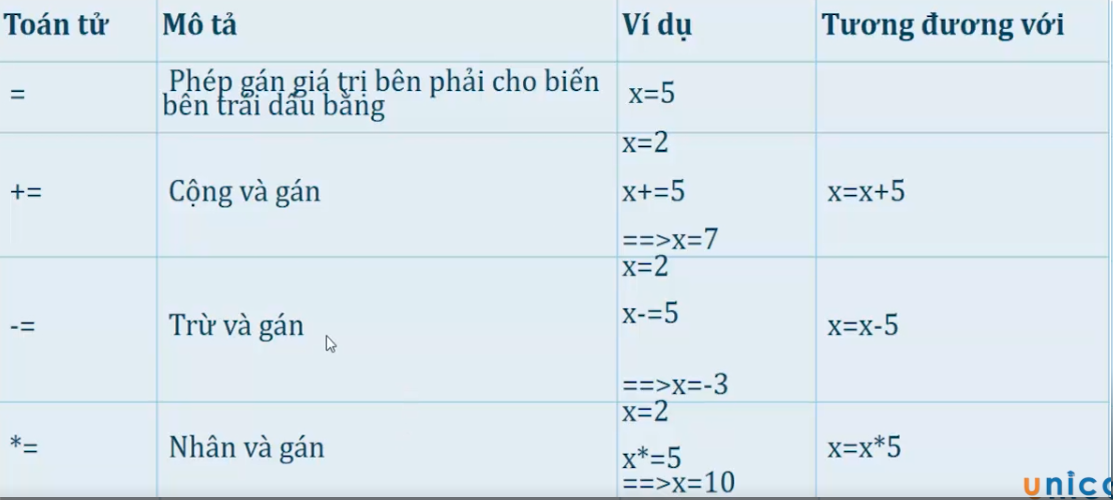 Toán tử Mô tả Ví dụ Tương đương với
= Phép gán giá trị bên phải cho biến x=5
bên trái dấu bằng
x=2
+= Cộng và gán x+=5 x=x+5
==>x=7
x=2
x-=5
-= Trừ và gán x=x-5
==>x=-3
x=2
*= Nhân và gán x*=5 x=x*5
==>x=10